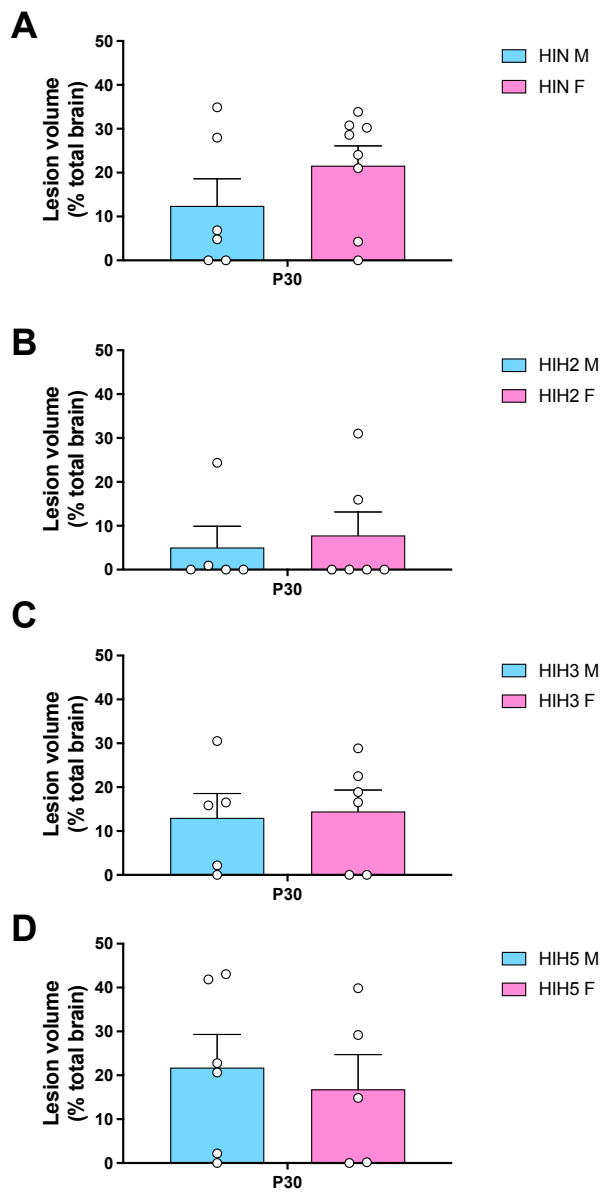 A
Lesion volume
(% total brain)
50
40
30
20
10
0
P30
HIN M
HIN F
B
Lesion volume
(% total brain)
50
40
30
20
10
0
P30
HIH2 M
HIH2 F
C
Lesion volume
(% total brain)
50
40
30
20
10
0
P30
HIH3 M
HIH3 F
D
Lesion volume
(% total brain)
50
40
30
20
10
0
P30
HIH5 M
HIH5 F